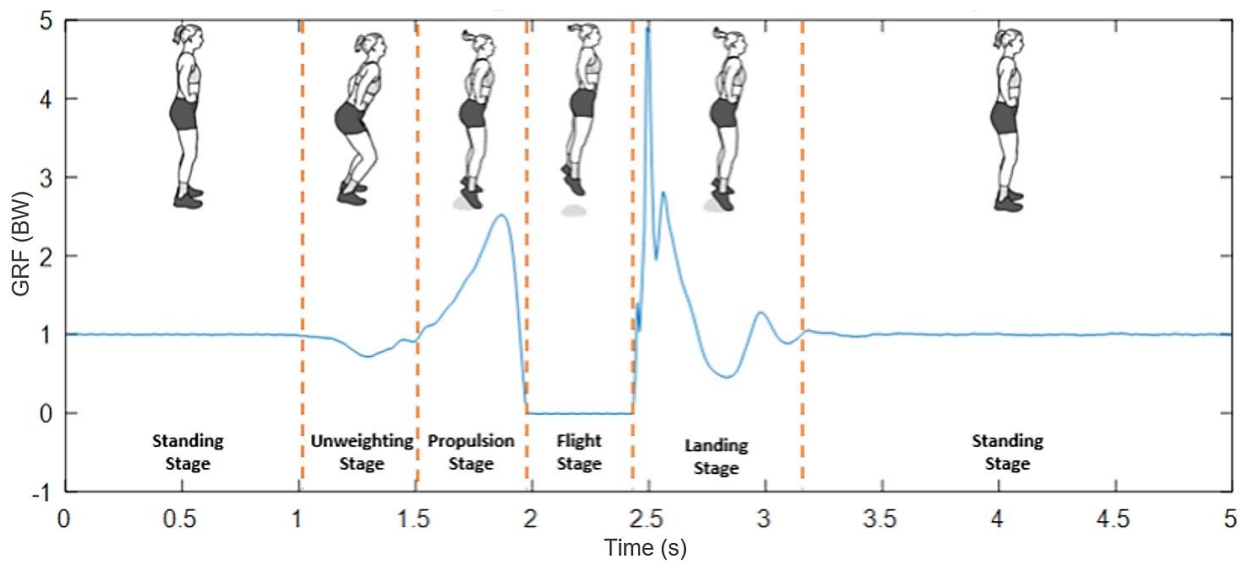 5
4
3
2
1
0
-1
GRF (BW)
Standing
Stage
Unweighting
Stage
Propulsion
Stage
Flight
Stage
Landing
Stage
Standing
Stage
0 0.5 1 1.5 2 2.5 3 3.5 4 4.5 5
Time (s)